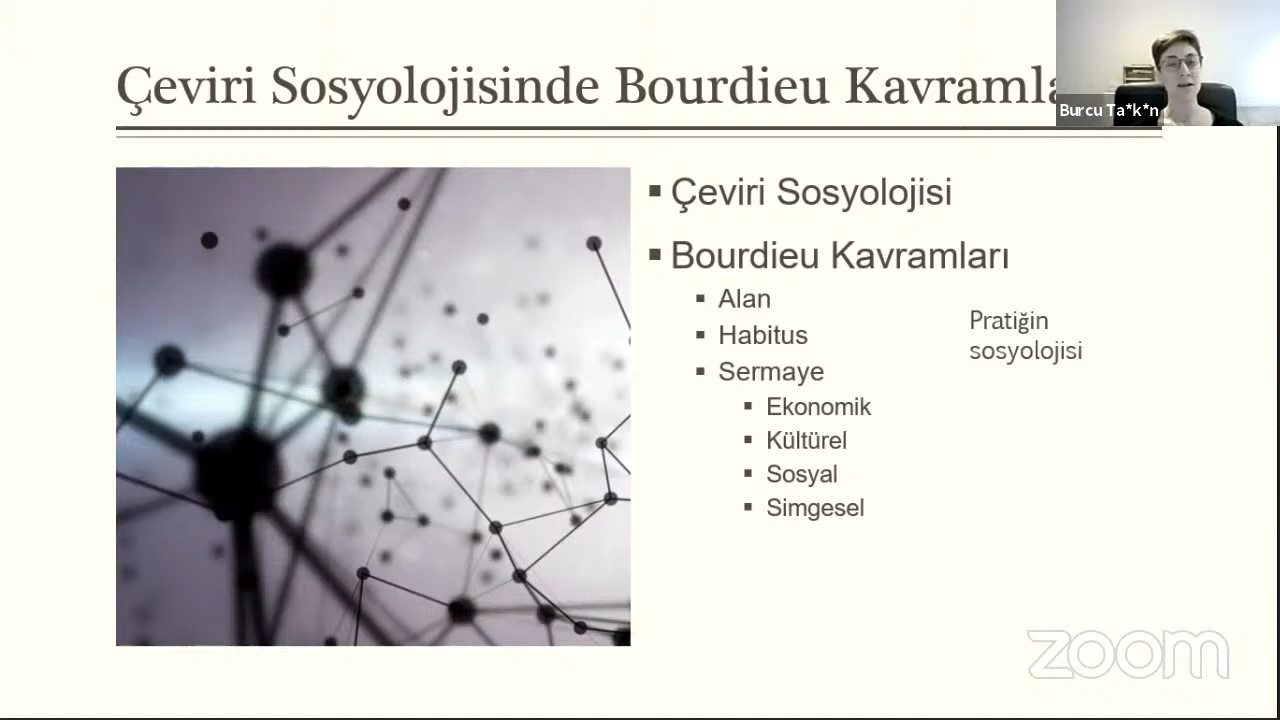 Çeviri Sosyolojisinde Bourdieu Kavramla
Burcu Ta*k*n
Çeviri Sosyolojisi
Bourdieu Kavramları
Alan
Habitus
Sermaye
Ekonomik
Kültürel
Sosyal
Simgesel
Pratiğin
sosyolojisi
zoom